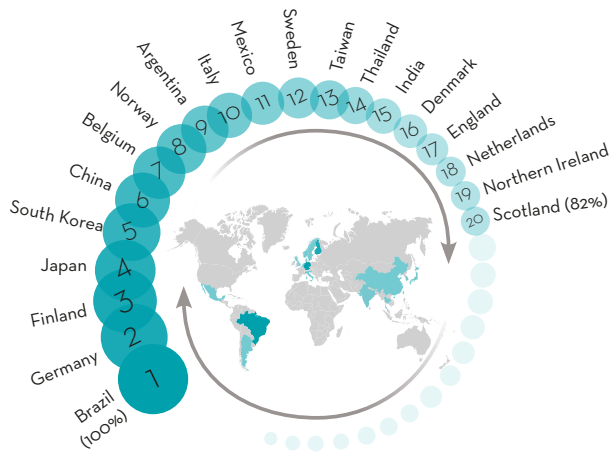 1
Brazil
(100%)
2
Germany
3
Finland
4
Japan
5
South Korea
6
China
7
Belgium
8
Norway
9
Argentina
10
Italy
11
Mexico
12
Sweden
13
Taiwan
14
Thailand
15
India
16
Denmark
17
England
18
Netherlands
19
Northern Ireland
20
Scotland (82%)